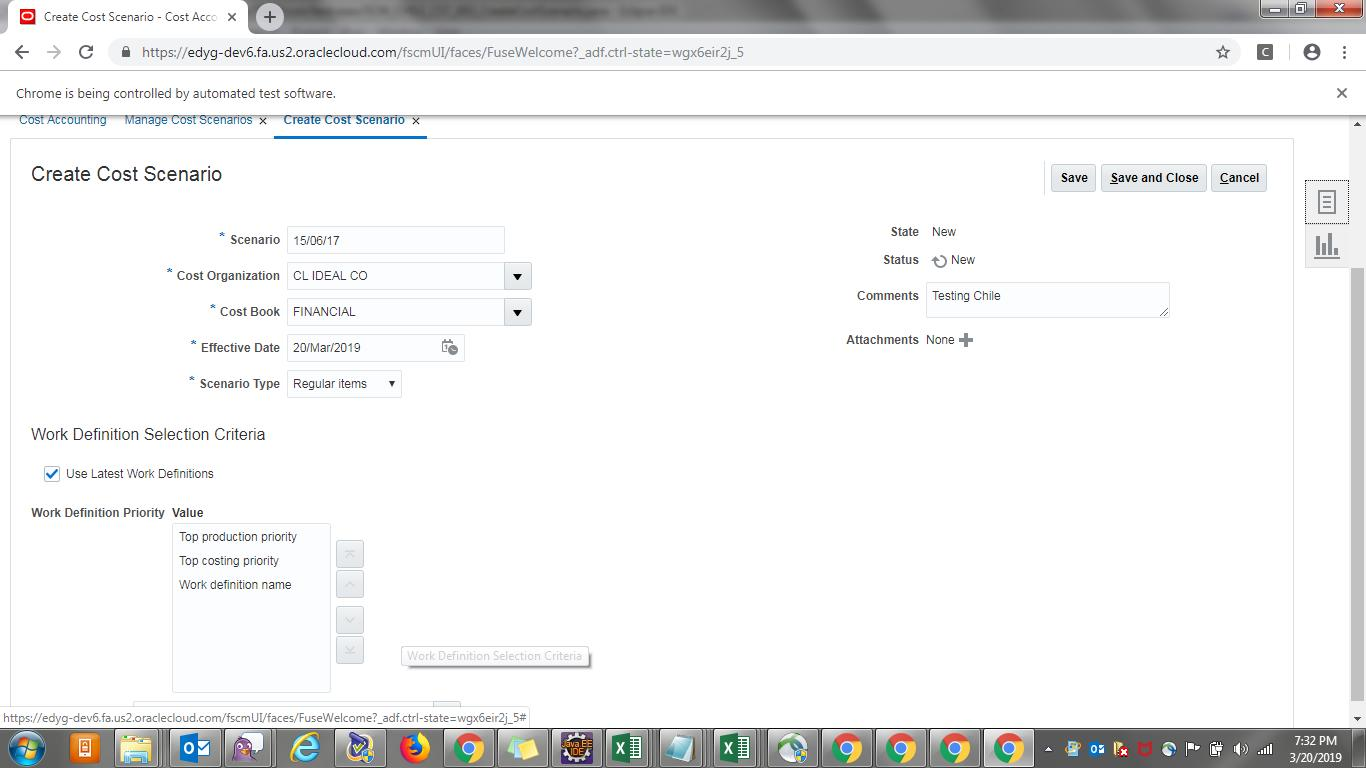 Create Cost Scenario - Cost Acco
https://edyg-dev6.fa.us2.oraclecloud.com/fscmUI/faces/FuseWelcome?_adf.ctrl-state=wgx6eir2j_5
C
Chrome is being controlled by automated test software.
Cost Accounting Manage Cost Scenarios Create Cost Scenario
Create Cost Scenario
Save Save and Close Cancel
* Scenario 15/06/17
State New
* Cost Organization CL IDEAL CO
Status New
* Cost Book FINANCIAL
Comments Testing Chile
* Effective Date 20/Mar/2019
Attachments None
* Scenario Type Regular items
Work Definition Selection Criteria
Use Latest Work Definitions
Work Definition Priority Value
Top production priority
Top costing priority
Work definition name
Work Definition Selection Criteria
https://edyg-dev6.fa.us2.oraclecloud.com/fscmUI/faces/FuseWelcome?_adf.ctrl-state=wgx6eir2j_5#
Java EE
IDE
7:32 PM
3/20/2019